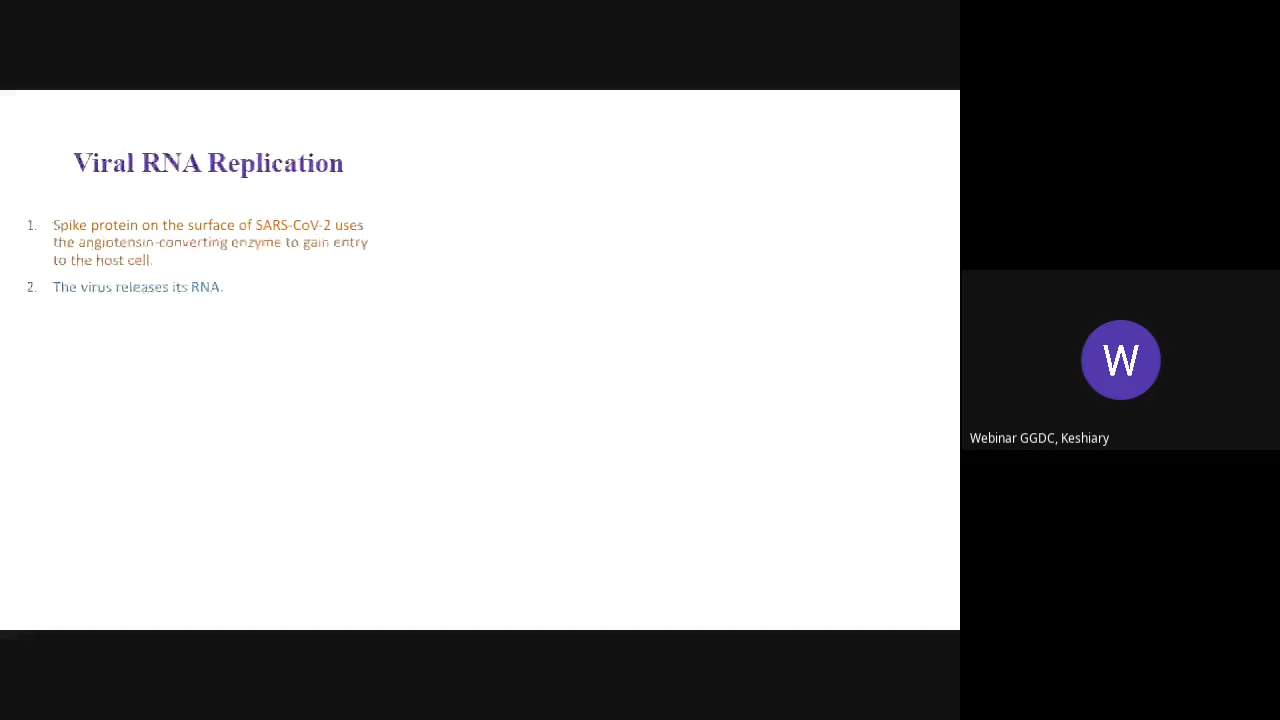 Viral RNA Replication
1. Spike protein on the surface of SARS-CoV-2 uses
the angiotensin-converting enzyme to gain entry
to the host cell.
2. The virus releases its RNA.
W
Webinar GGDC, Keshiary